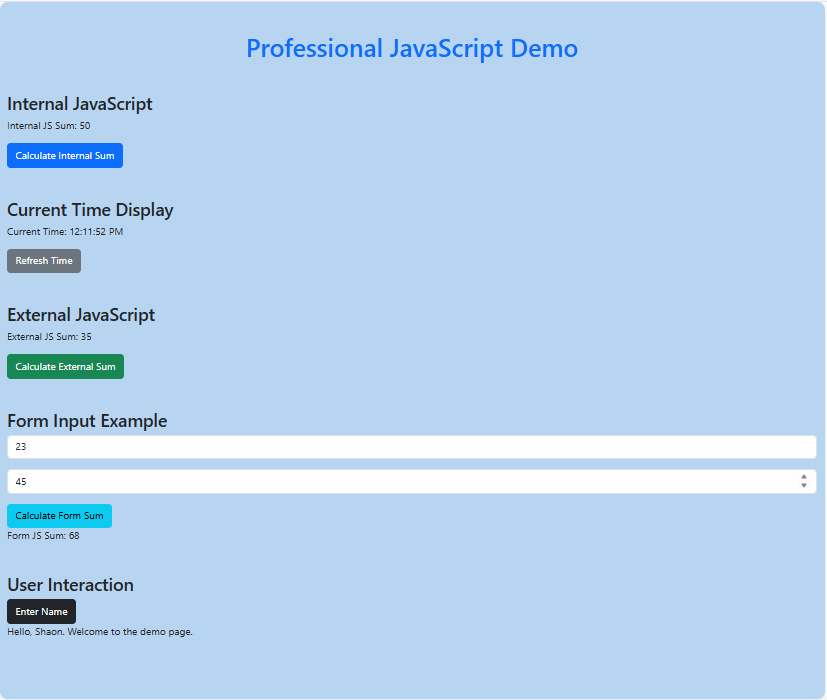 Professional JavaScript Demo
Internal JavaScript
Internal JS Sum: 50
Calculate Internal Sum
Current Time Display
Current Time: 12:11:52 PM
Refresh Time
External JavaScript
External JS Sum: 35
Calculate External Sum
Form Input Example
23
45
Calculate Form Sum
Form JS Sum: 68
User Interaction
Enter Name
Hello, Shaon. Welcome to the demo page.